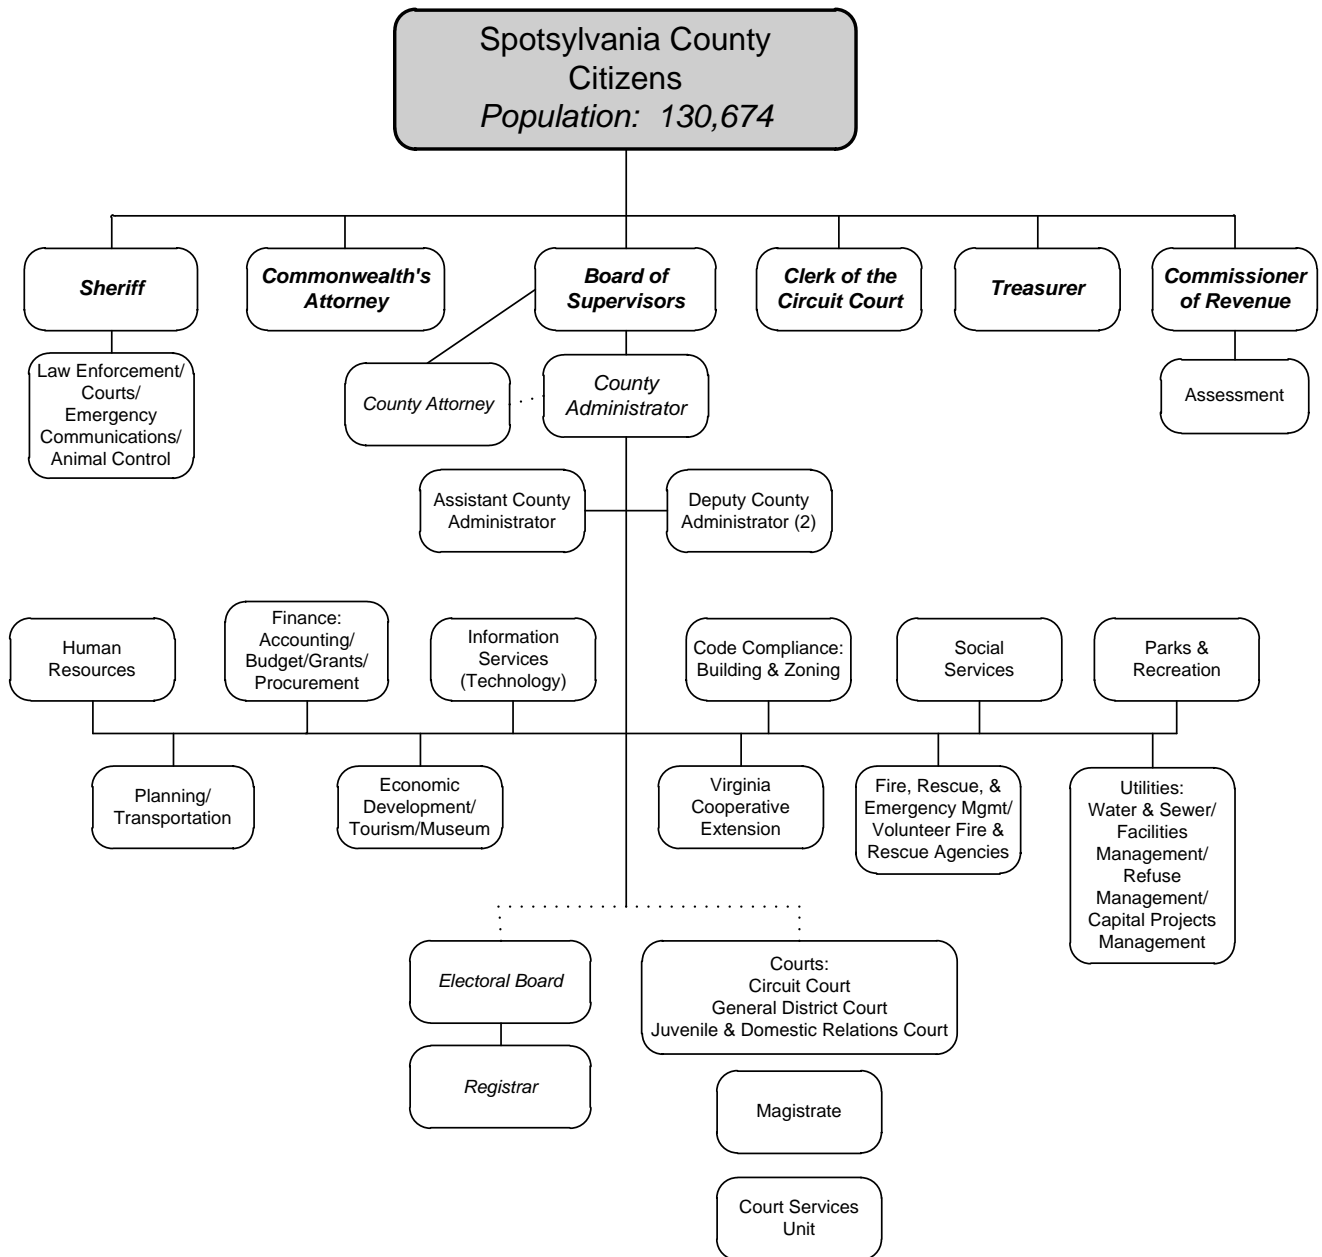 Spotsylvania County
Citizens
Population: 130,674
Sheriff
Commonwealth's
Attorney
Board of
Supervisors
Clerk of the
Circuit Court
Treasurer
Commissioner
of Revenue
Law Enforcement/
Courts/
Emergency
Communications/
Animal Control
County Attorney
County
Administrator
Assessment
Assistant County
Administrator
Deputy County
Administrator (2)
Human
Resources
Finance:
Accounting/
Budget/Grants/
Procurement
Information
Services
(Technology)
Code Compliance:
Building & Zoning
Social
Services
Parks &
Recreation
Planning/
Transportation
Economic
Development/
Tourism/Museum
Virginia
Cooperative
Extension
Fire, Rescue, &
Emergency Mgmt/
Volunteer Fire &
Rescue Agencies
Utilities:
Water & Sewer/
Facilities
Management/
Refuse
Management/
Capital Projects
Management
Electoral Board
Courts:
Circuit Court
General District Court
Juvenile & Domestic Relations Court
Registrar
Magistrate
Court Services
Unit